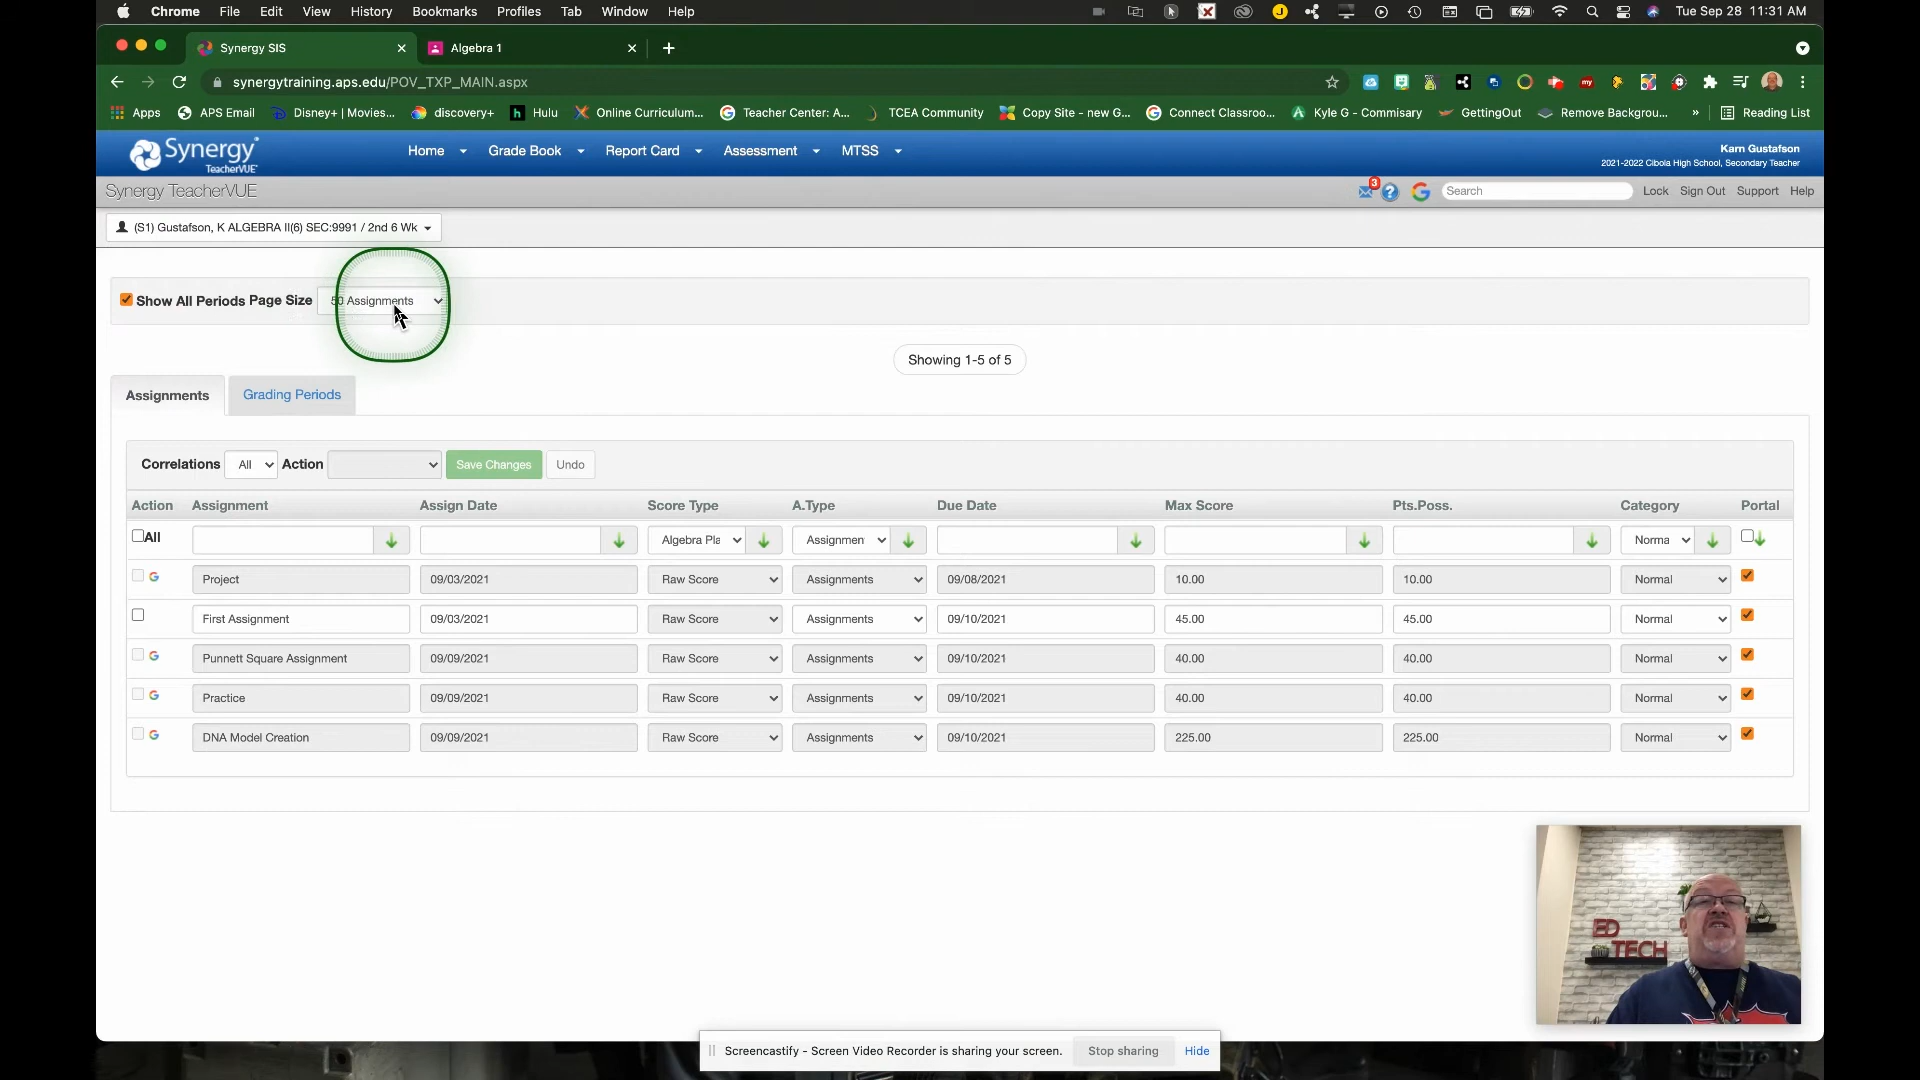 Chrome File Edit View History Bookmarks Profiles Tab Window Help Tue Sep 28 11:31 AM
Synergy SIS Algebra 1
synergytraining.aps.edu/POV_TXP_MAIN.aspx
Apps APS Email Disney+ | Movies... discovery+ Hulu Online Curriculum... Teacher Center: A... TCEA Community Copy Site - new G... Connect Classroo... Kyle G - Commisary GettingOut Remove Backgrou... » Reading List
Synergy TeacherVUE Home Grade Book Report Card Assessment MTSS Karn Gustafson
2021-2022 Cibola High School, Secondary Teacher
Synergy TeacherVUE 3 Search Lock Sign Out Support Help
(S1) Gustafson, K ALGEBRA II(6) SEC:9991 / 2nd 6 Wk
Show All Periods Page Size 50 Assignments
Showing 1-5 of 5
Assignments Grading Periods
Correlations All Action Save Changes Undo
Action Assignment Assign Date Score Type A.Type Due Date Max Score Pts.Poss. Category Portal
All Algebra Pla Assignmen Norma
Project 09/03/2021 Raw Score Assignments 09/08/2021 10.00 10.00 Normal
First Assignment 09/03/2021 Raw Score Assignments 09/10/2021 45.00 45.00 Normal
Punnett Square Assignment 09/09/2021 Raw Score Assignments 09/10/2021 40.00 40.00 Normal
Practice 09/09/2021 Raw Score Assignments 09/10/2021 40.00 40.00 Normal
DNA Model Creation 09/09/2021 Raw Score Assignments 09/10/2021 225.00 225.00 Normal
ED
TECH
Screencastify - Screen Video Recorder is sharing your screen. Stop sharing Hide